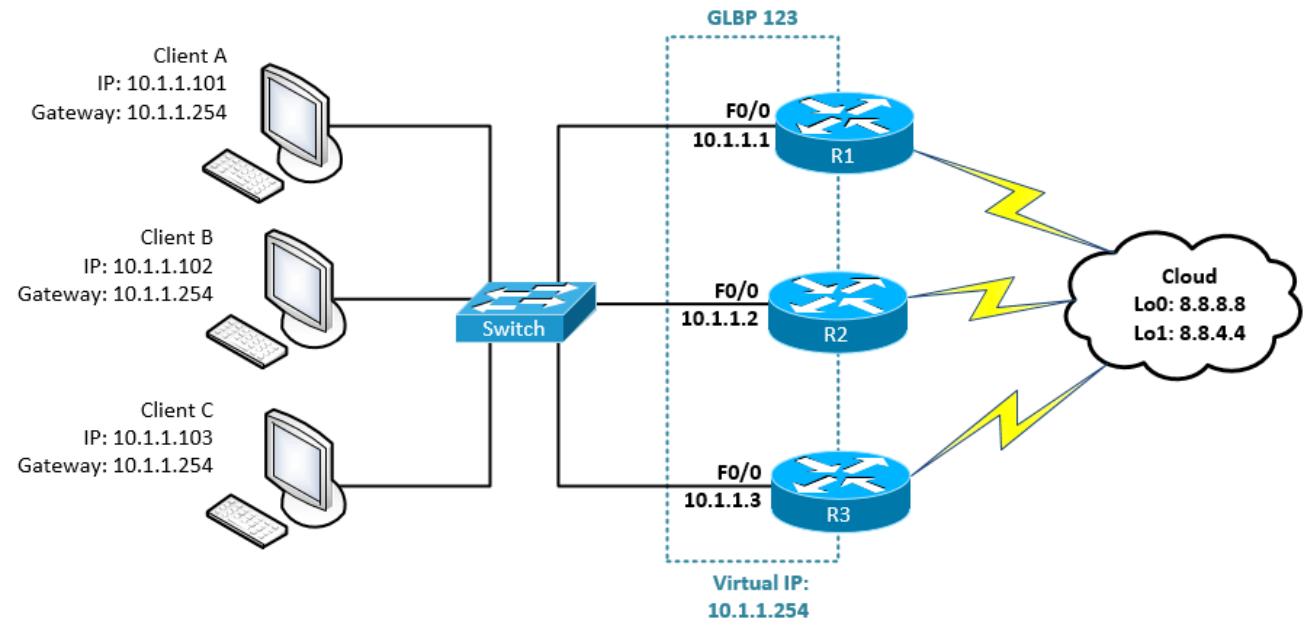 GLBP 123
Client A
IP: 10.1.1.101
Gateway: 10.1.1.254
F0/0
10.1.1.1
R1
Client B
IP: 10.1.1.102
Gateway: 10.1.1.254
Switch
F0/0
10.1.1.2
R2
Cloud
Lo0: 8.8.8.8
Lo1: 8.8.4.4
Client C
IP: 10.1.1.103
Gateway: 10.1.1.254
F0/0
10.1.1.3
R3
Virtual IP:
10.1.1.254